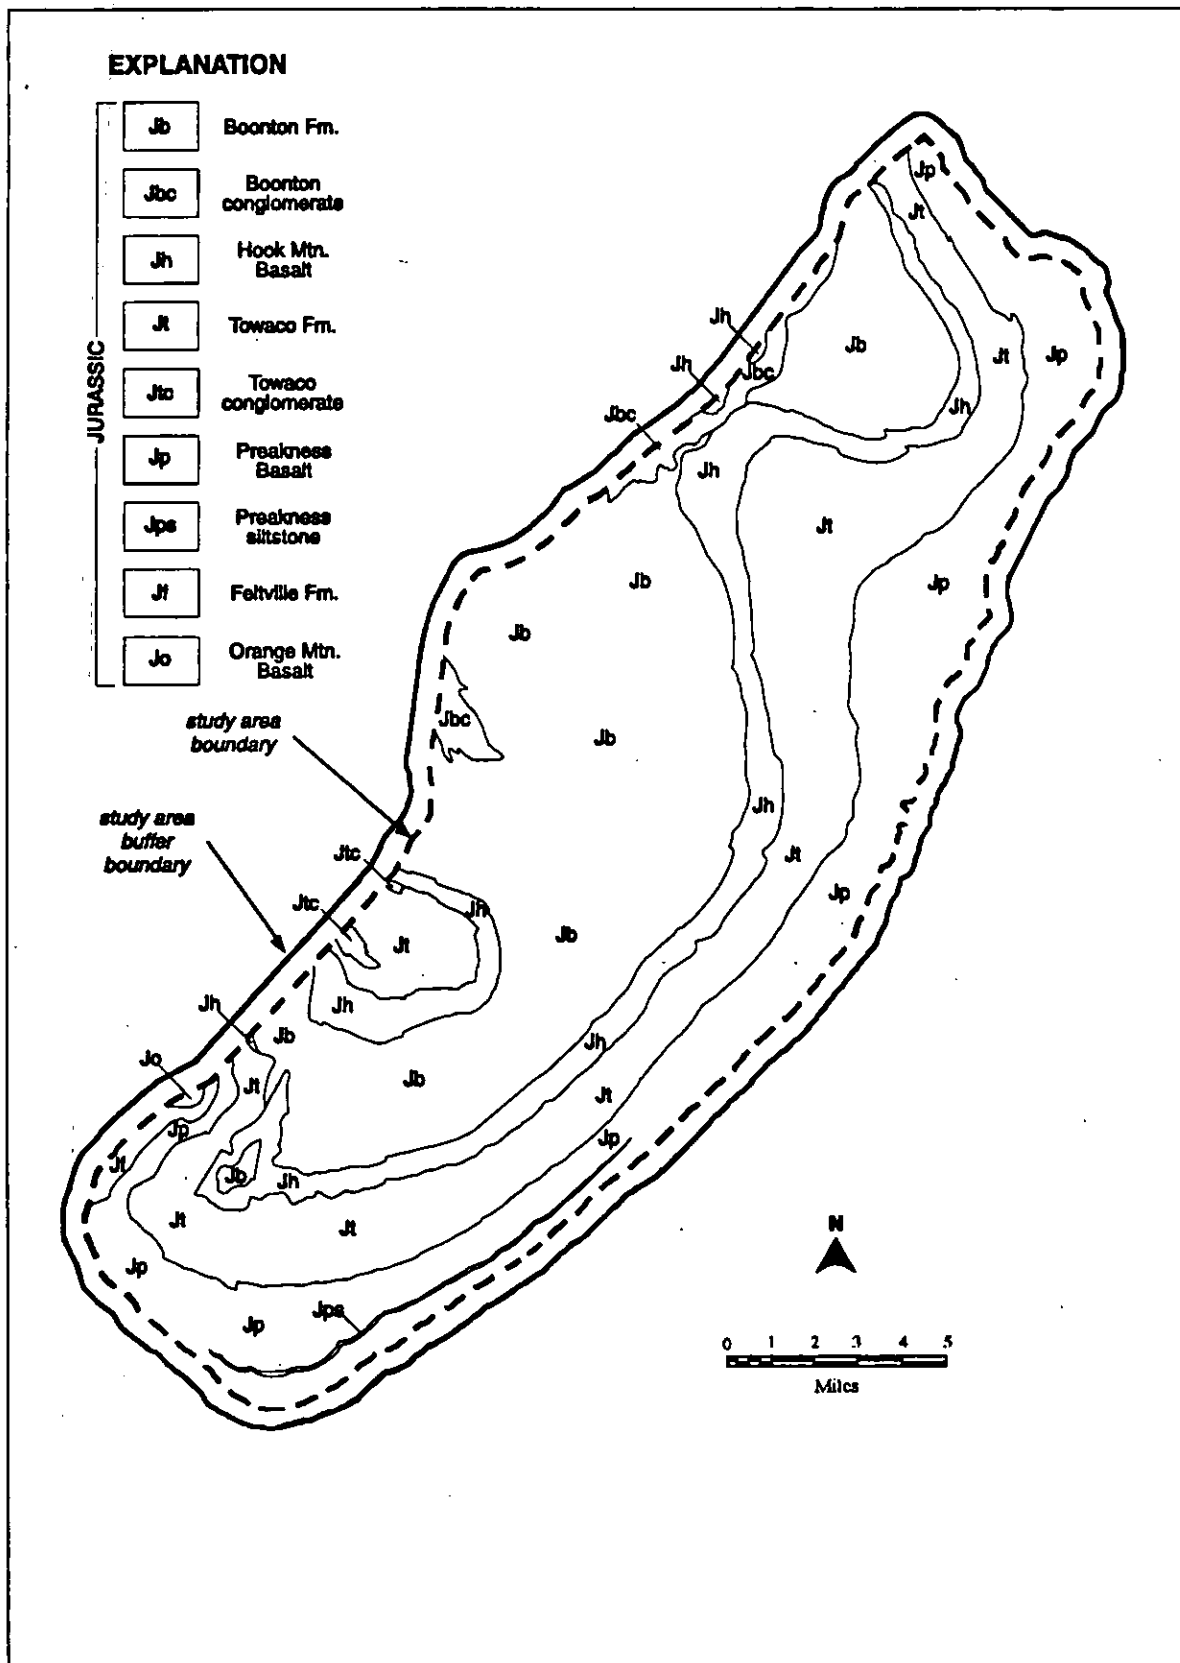 EXPLANATION
JURASSIC
Jb
Boonton Fm.
Jbc
Boonton
conglomerate
Jh
Hook Mtn.
Basalt
Jt
Towaco Fm.
Jtc
Towaco
conglomerate
Jp
Preakness
Basalt
Jps
Preakness
siltstone
Jf
Feltville Fm.
Jo
Orange Mtn.
Basalt
study area
boundary
study area
buffer
boundary
Jp
Jt
Jh
Jb
Jt
Jp
Jh
Jbc
Jh
Jbc
Jh
Jt
Jb
Jp
Jb
Jbc
Jb
Jh
Jt
Jtc
Jp
Jtc
Jh
Jt
Jb
Jh
Jh
Jb
Jh
Jo
Jt
Jb
Jt
Jp
Jp
Jf
Jb
Jh
Jt
Jt
Jp
Jps
Jp
N
0 1 2 3 4 5
Miles